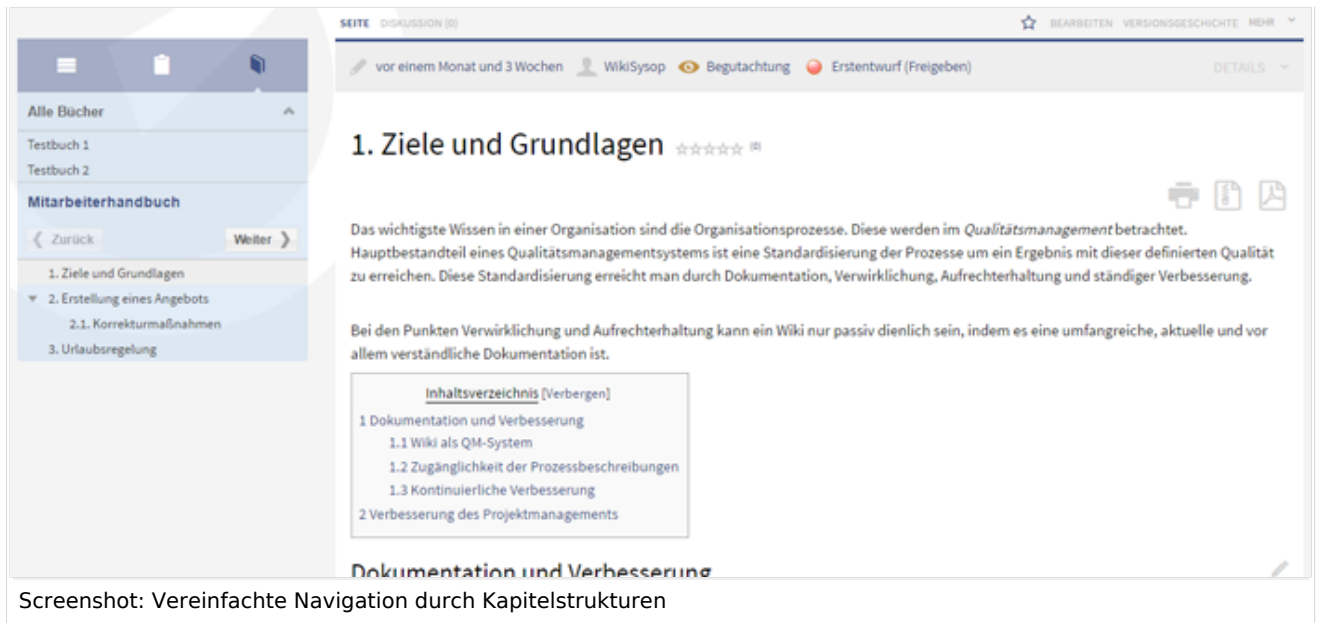 SEITE DISKUSSION (0) BEARBEITEN VERSIONSGESCHICHTE MEHR
vor einem Monat und 3 Wochen WikiSysop Begutachtung Erstentwurf (Freigeben) DETAILS
Alle Bücher
Testbuch 1
Testbuch 2
Mitarbeiterhandbuch
Zurück Weiter
1. Ziele und Grundlagen
2. Erstellung eines Angebots
2.1. Korrekturmaßnahmen
3. Urlaubsregelung
1. Ziele und Grundlagen (0)
Das wichtigste Wissen in einer Organisation sind die Organisationsprozesse. Diese werden im Qualitätsmanagement betrachtet.
Hauptbestandteil eines Qualitätsmanagementsystems ist eine Standardisierung der Prozesse um ein Ergebnis mit dieser definierten Qualität
zu erreichen. Diese Standardisierung erreicht man durch Dokumentation, Verwirklichung, Aufrechterhaltung und ständiger Verbesserung.
Bei den Punkten Verwirklichung und Aufrechterhaltung kann ein Wiki nur passiv dienlich sein, indem es eine umfangreiche, aktuelle und vor
allem verständliche Dokumentation ist.
Inhaltsverzeichnis [Verbergen]
1 Dokumentation und Verbesserung
1.1 Wiki als QM-System
1.2 Zugänglichkeit der Prozessbeschreibungen
1.3 Kontinuierliche Verbesserung
2 Verbesserung des Projektmanagements
Dokumentation und Verbesserung
Screenshot: Vereinfachte Navigation durch Kapitelstrukturen